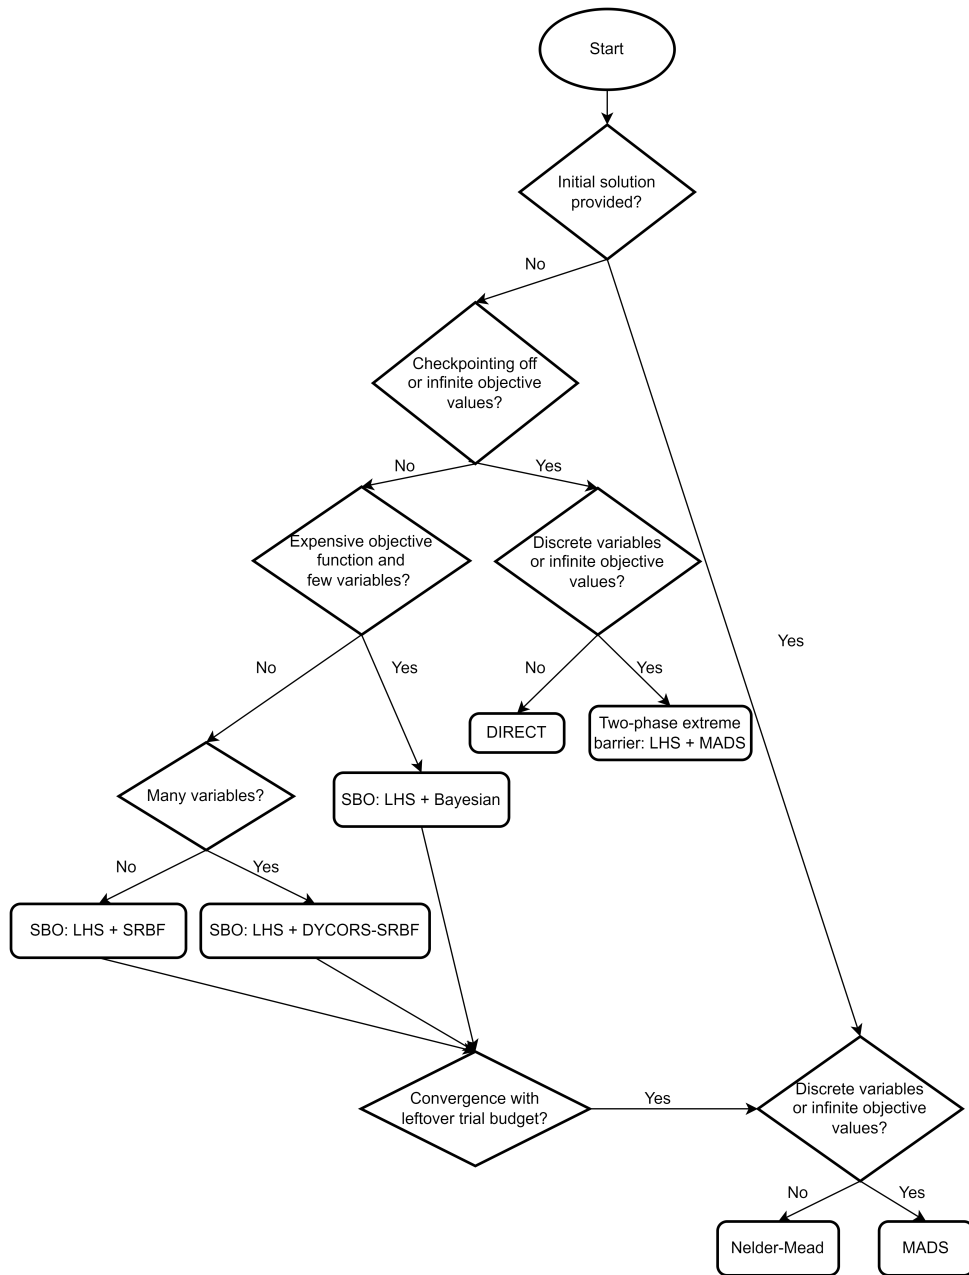 Start
Initial solution
provided?
No
Checkpointing off
or infinite objective
values?
No
Yes
Expensive objective
function and
few variables?
Discrete variables
or infinite objective
values?
Yes
No
Yes
No
Yes
DIRECT
Two-phase extreme
barrier: LHS + MADS
Many variables?
SBO: LHS + Bayesian
No
Yes
SBO: LHS + SRBF
SBO: LHS + DYCORS-SRBF
Convergence with
leftover trial budget?
Yes
Discrete variables
or infinite objective
values?
No
Yes
Nelder-Mead
MADS